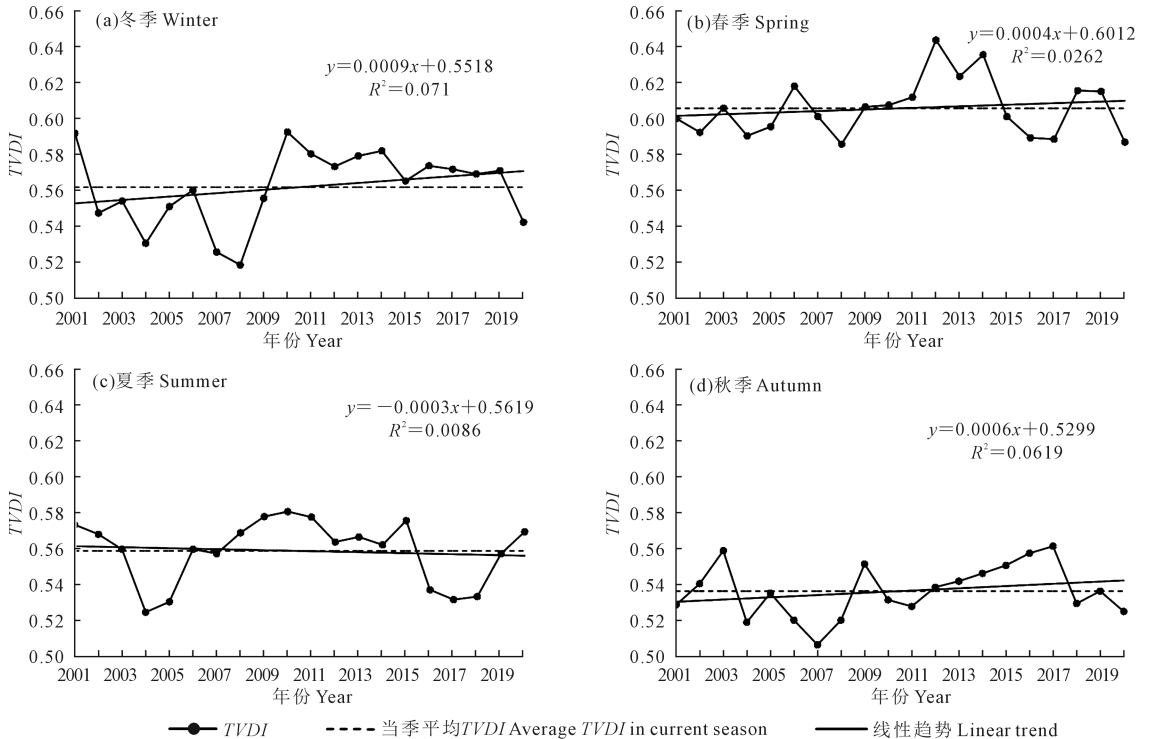 (a)冬季 Winter
y=0.0009x+0.5518
R²=0.071
TVDI
0.66
0.64
0.62
0.60
0.58
0.56
0.54
0.52
0.50
2001 2003 2005 2007 2009 2011 2013 2015 2017 2019
年份 Year
(b)春季 Spring
y=0.0004x+0.6012
R²=0.0262
TVDI
0.66
0.64
0.62
0.60
0.58
0.56
0.54
0.52
0.50
2001 2003 2005 2007 2009 2011 2013 2015 2017 2019
年份 Year
(c)夏季 Summer
y=-0.0003x+0.5619
R²=0.0086
TVDI
0.66
0.64
0.62
0.60
0.58
0.56
0.54
0.52
0.50
2001 2003 2005 2007 2009 2011 2013 2015 2017 2019
年份 Year
(d)秋季 Autumn
y=0.0006x+0.5299
R²=0.0619
TVDI
0.66
0.64
0.62
0.60
0.58
0.56
0.54
0.52
0.50
2001 2003 2005 2007 2009 2011 2013 2015 2017 2019
年份 Year
TVDI 当季平均TVDI Average TVDI in current season 线性趋势 Linear trend